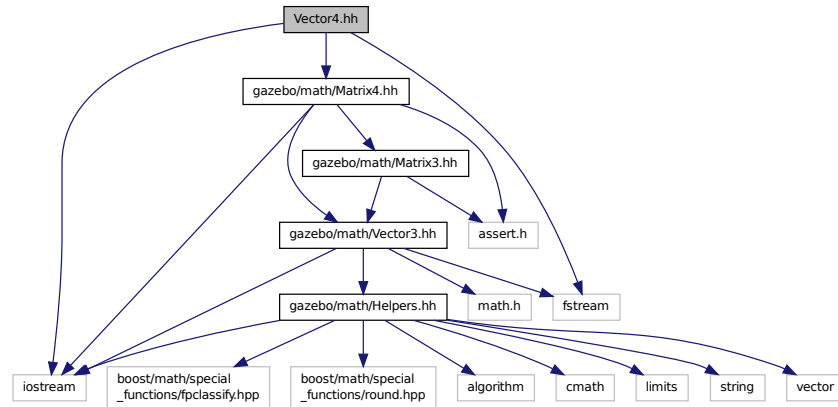 Vector4.hh
gazebo/math/Matrix4.hh
gazebo/math/Matrix3.hh
gazebo/math/Vector3.hh
assert.h
gazebo/math/Helpers.hh
math.h
fstream
iostream
boost/math/special
_functions/fpclassify.hpp
boost/math/special
_functions/round.hpp
algorithm
cmath
limits
string
vector